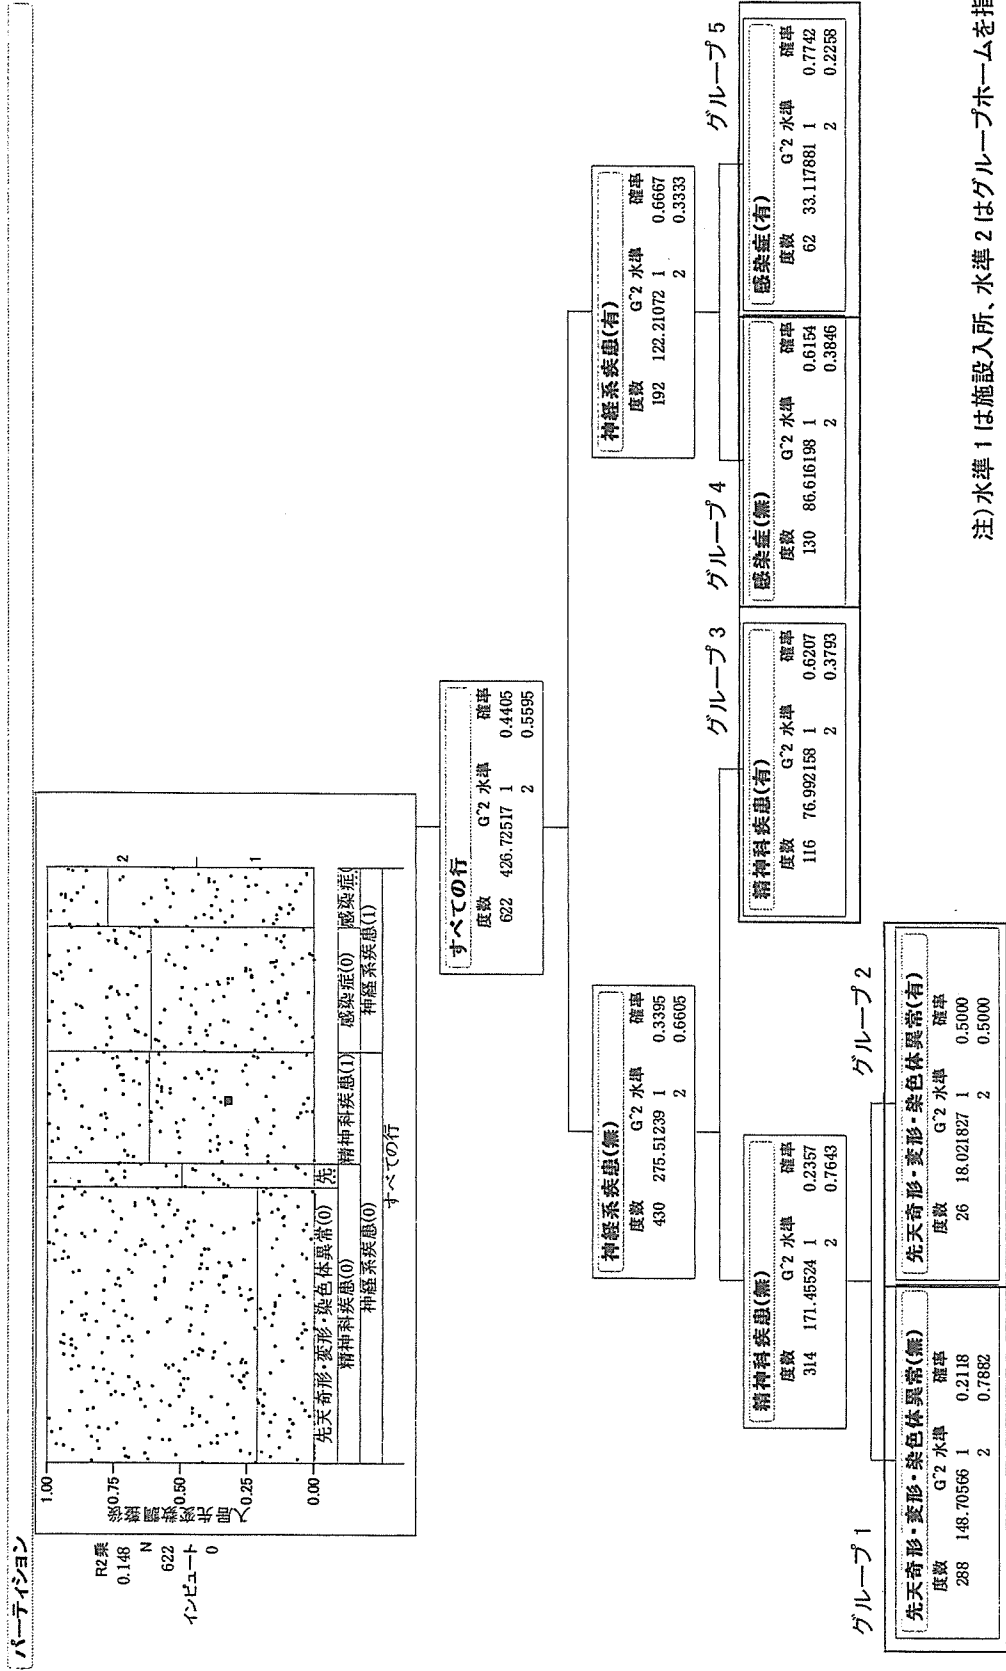 パーティション
R2乗
0.148
N
622
インピュート
0
入居先変数調整後
1.00
0.75
0.50
0.25
0.00
2
1
先天奇形・変形・染色体異常(0)
先
精神科疾患(1)
感染症(0)
感染症(
精神科疾患(0)
神経系疾患(0)
神経系疾患(1)
すべての行
すべての行
度数 G^2 水準 確率
622 426.72517 1 0.4405
2 0.5595
神経系疾患(無)
度数 G^2 水準 確率
430 275.51239 1 0.3395
2 0.6605
神経系疾患(有)
度数 G^2 水準 確率
192 122.21072 1 0.6667
2 0.3333
精神科疾患(無)
度数 G^2 水準 確率
314 171.45524 1 0.2357
2 0.7643
グループ 3
精神科疾患(有)
度数 G^2 水準 確率
116 76.992158 1 0.6207
2 0.3793
グループ 4
感染症(無)
度数 G^2 水準 確率
130 86.616198 1 0.6154
2 0.3846
グループ 5
感染症(有)
度数 G^2 水準 確率
62 33.117881 1 0.7742
2 0.2258
グループ 1
先天奇形・変形・染色体異常(無)
度数 G^2 水準 確率
288 148.70566 1 0.2118
2 0.7882
グループ 2
先天奇形・変形・染色体異常(有)
度数 G^2 水準 確率
26 18.021827 1 0.5000
2 0.5000
注)水準 1 は施設入所、水準 2 はグループホームを指